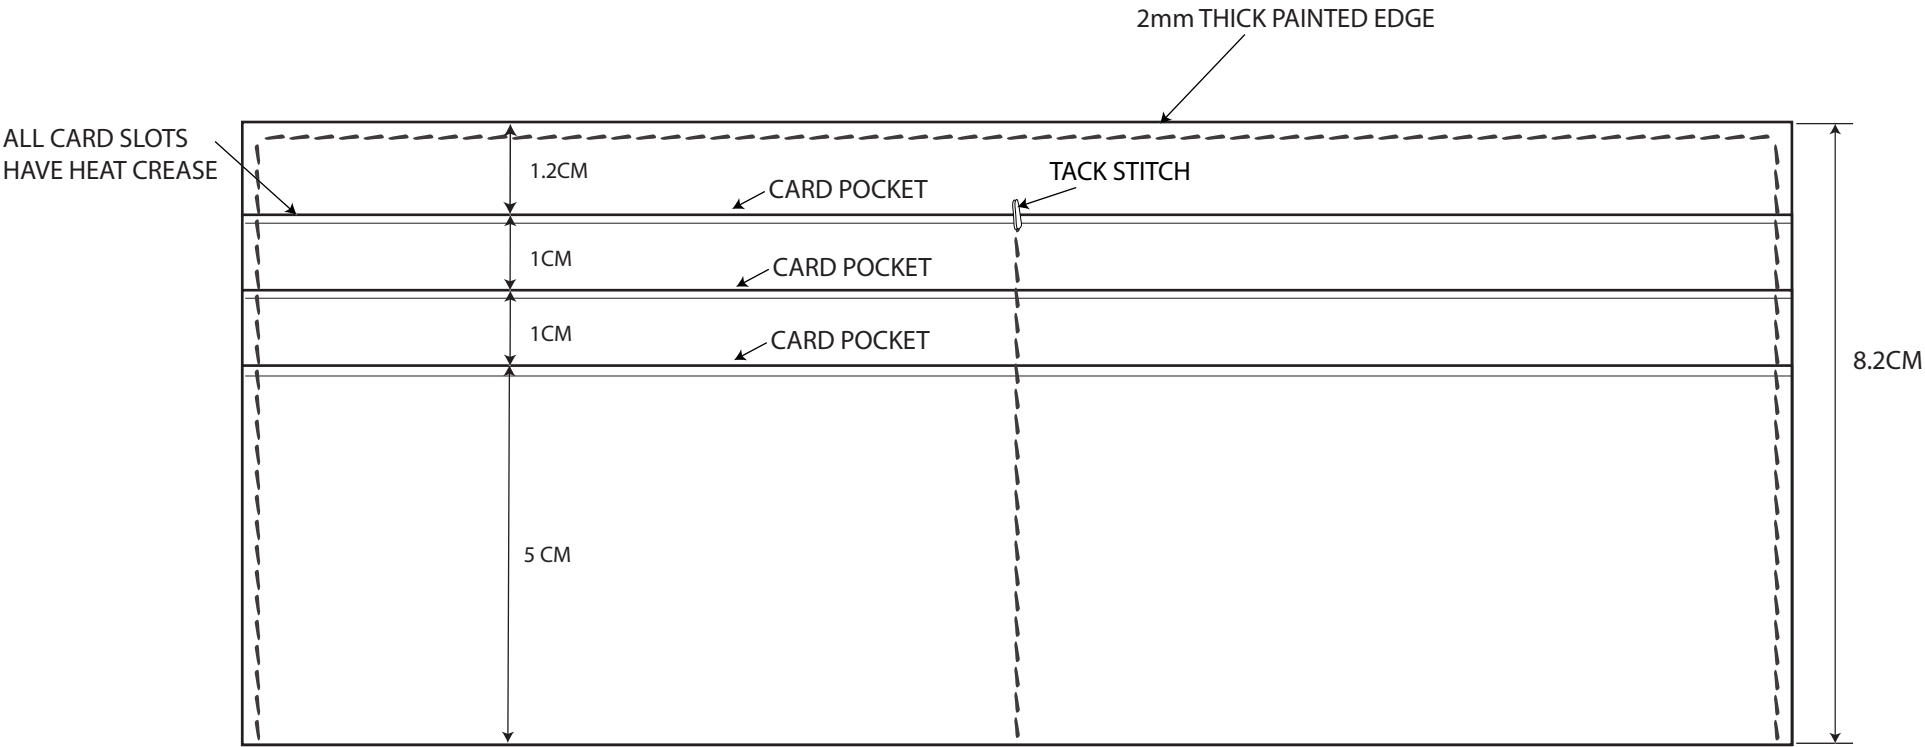 2mm THICK PAINTED EDGE
ALL CARD SLOTS
HAVE HEAT CREASE
1.2CM
CARD POCKET
TACK STITCH
1CM
CARD POCKET
1CM
CARD POCKET
8.2CM
5 CM